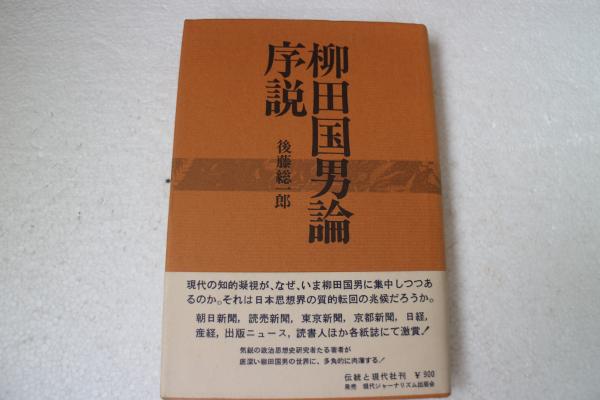 柳田国男論
序説
後藤総一郎
現代の知的凝視が、なぜ、いま柳田国男に集中しつつあ
るのか。それは日本思想界の質的転回の兆候だろうか。
朝日新聞，読売新聞，東京新聞，京都新聞，日経，
産経，出版ニュース，読書人ほか各紙誌にて激賞！
気鋭の政治思想史研究者たる著者が
底深い柳田国男の世界に、多角的に肉薄する！
伝統と現代社刊 ￥900
発売 現代ジャーナリズム出版会